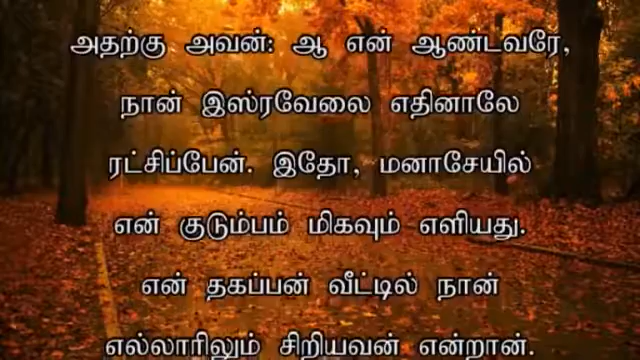 அதற்கு அவன்: ஆ என் ஆண்டவரே,
நான் இஸ்ரவேலை எதினாலே
ரட்சிப்பேன். இதோ, மனாசேயில்
என் குடும்பம் மிகவும் எளியது.
என் தகப்பன் வீட்டில் நான்
எல்லாரிலும் சிறியவன் என்றான்.